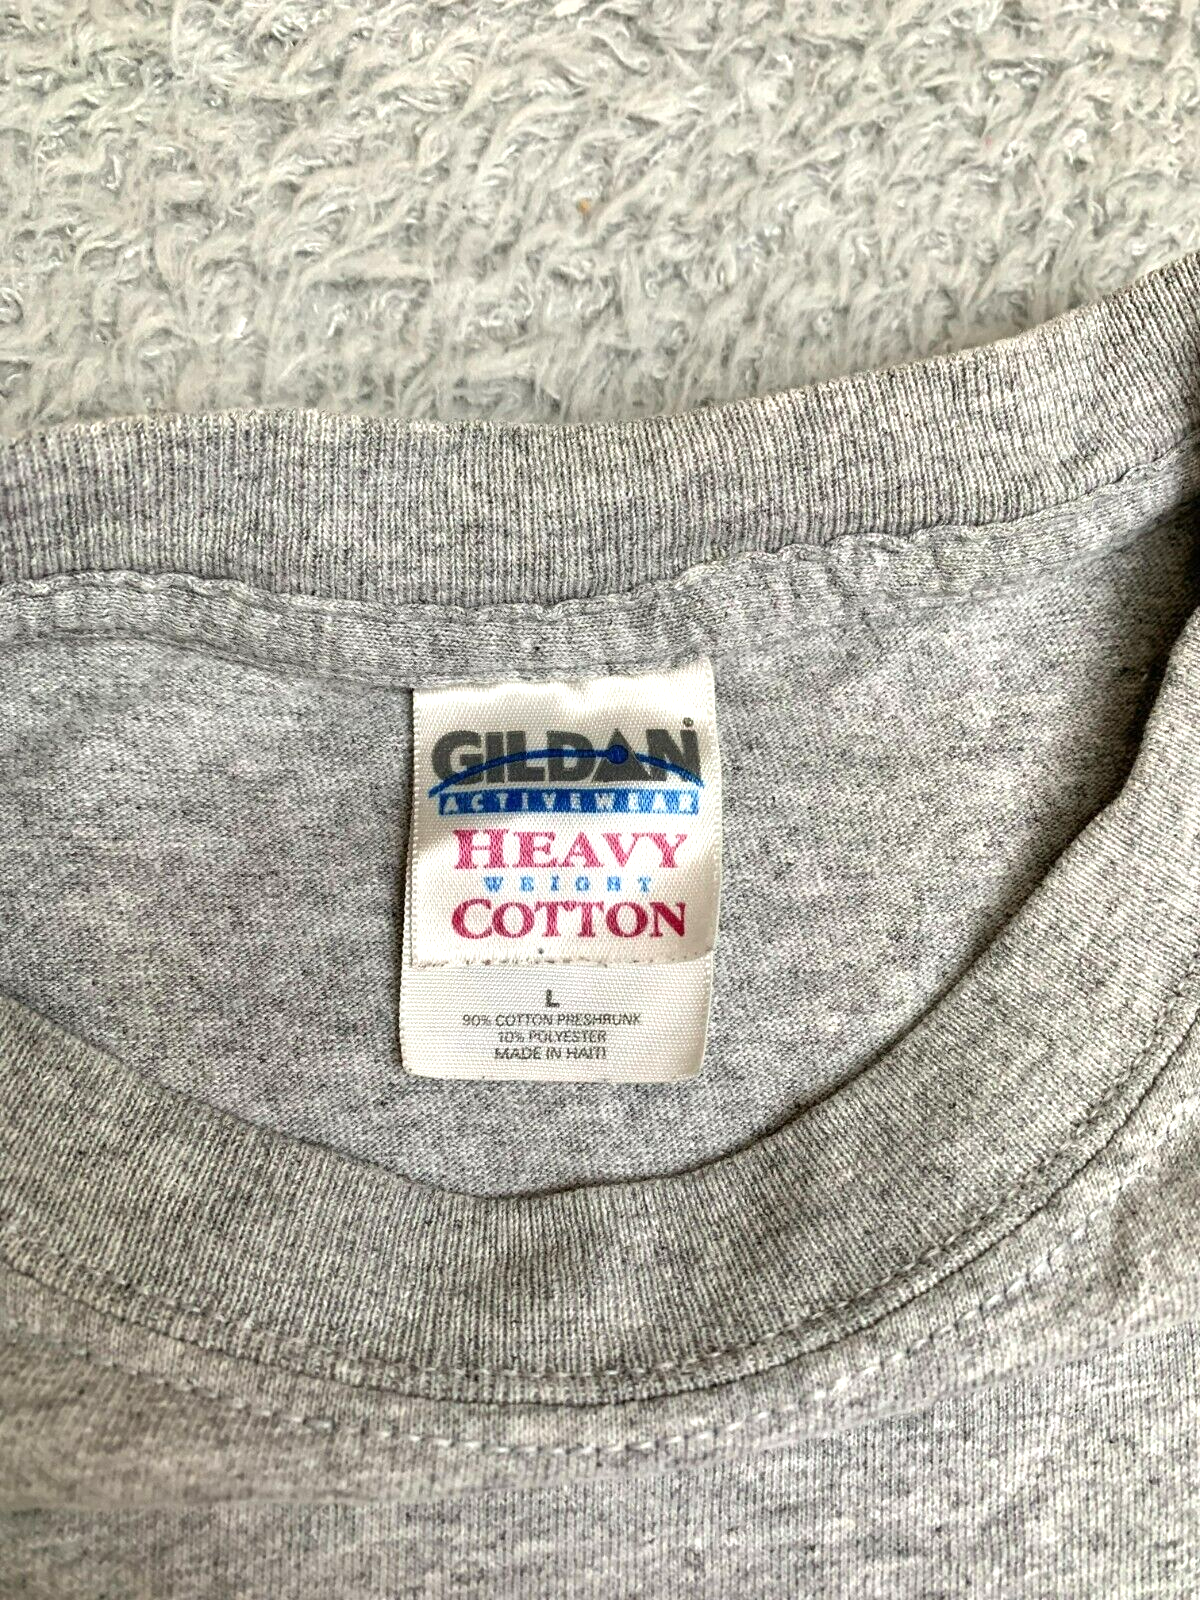 GILDAN®
ACTIVEWEAR
HEAVY
WEIGHT
COTTON
L
90% COTTON PRESHRUNK
10% POLYESTER
MADE IN HAITI